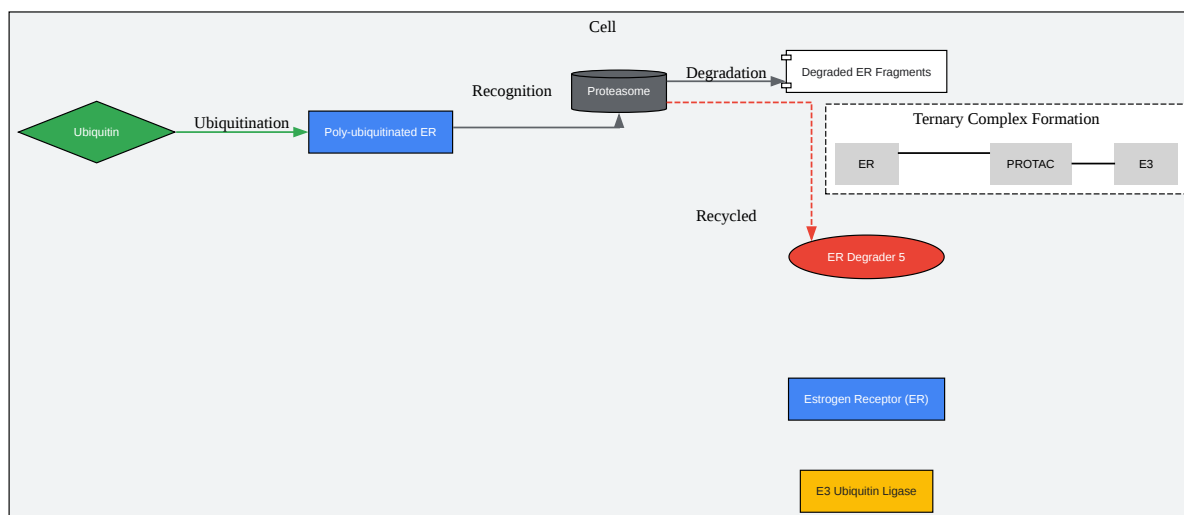 Cell
Degradation
Degraded ER Fragments
Recognition
Proteasome
Ternary Complex Formation
Ubiquitination
Ubiquitin
Poly-ubiquitinated ER
ER
PROTAC
E3
Recycled
ER Degrader 5
Estrogen Receptor (ER)
E3 Ubiquitin Ligase